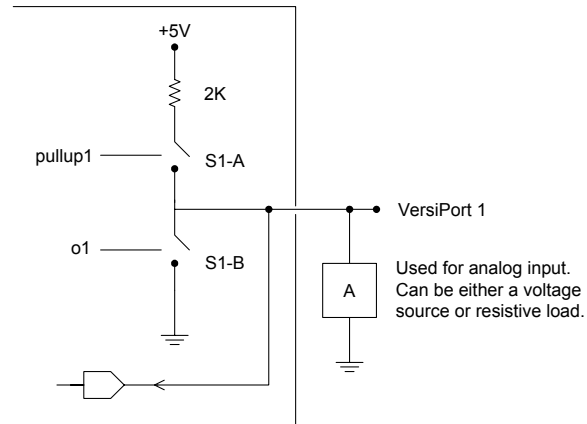 +5V
2K
pullup1
S1-A
VersiPort 1
o1
S1-B
A
Used for analog input.
Can be either a voltage
source or resistive load.